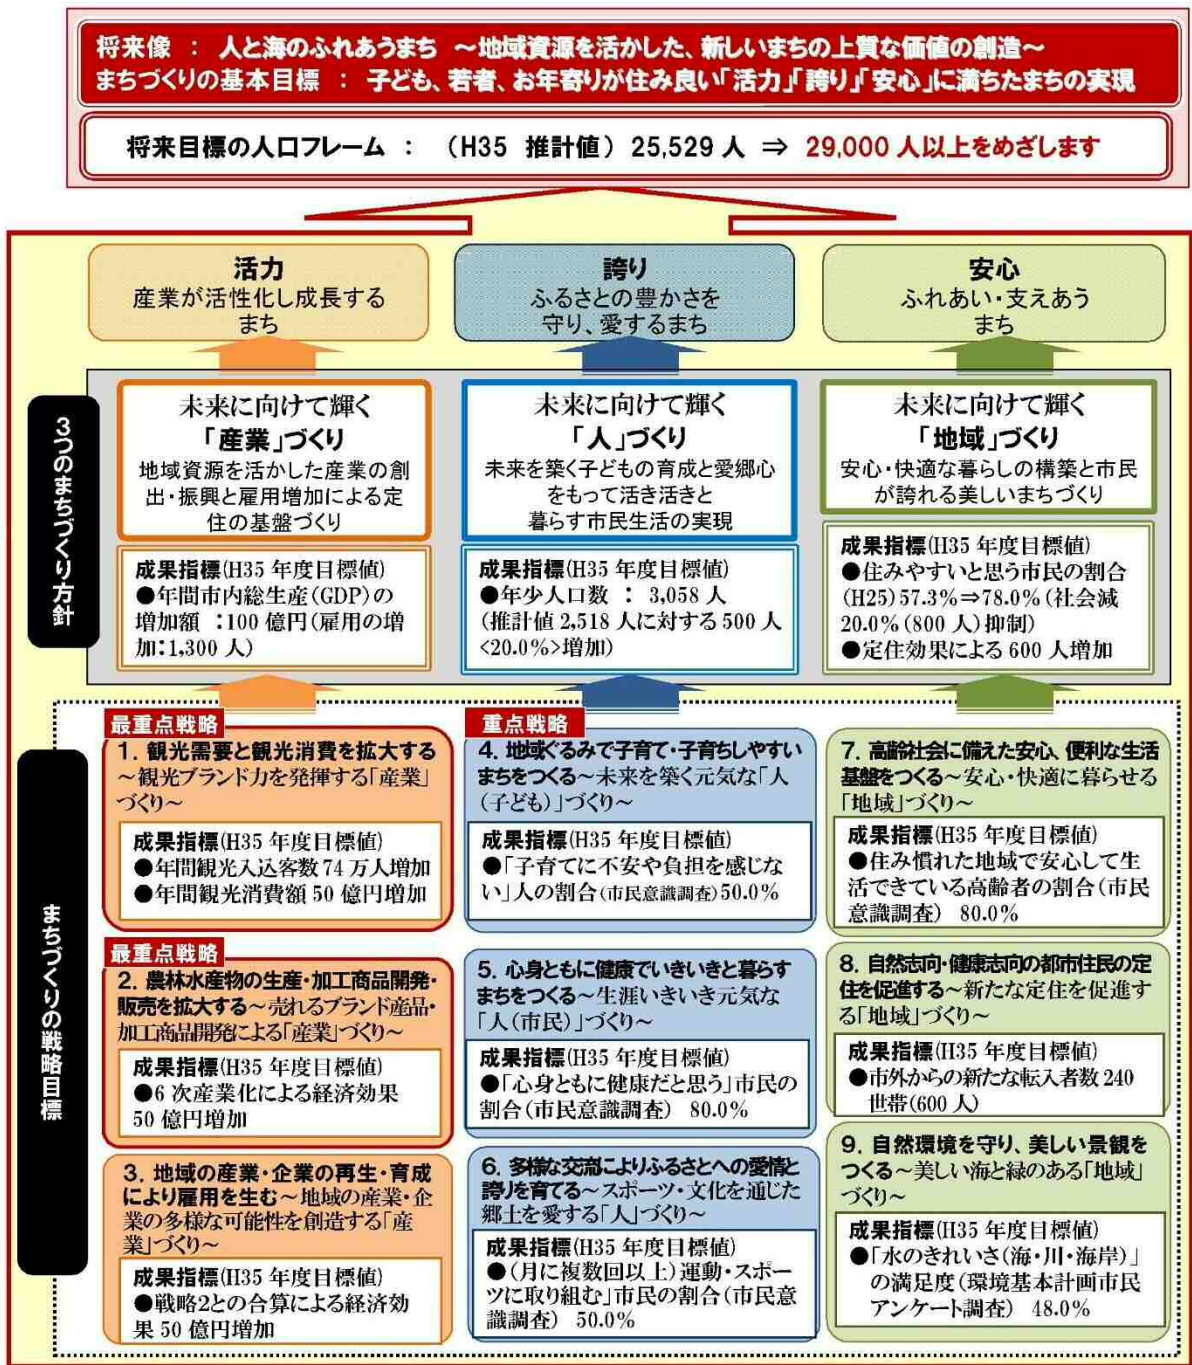 将来像 : 人と海のふれあうまち ～地域資源を活かした、新しいまちの上質な価値の創造～
まちづくりの基本目標 : 子ども、若者、お年寄りが住み良い「活力」「誇り」「安心」に満ちたまちの実現
将来目標の人口フレーム : (H35 推計値) 25,529 人 ⇒ 29,000 人以上をめざします
活力
産業が活性化し成長する
まち
誇り
ふるさとの豊かさを
守り、愛するまち
安心
ふれあい・支えあう
まち
3つのまちづくり方針
未来に向けて輝く
「産業」づくり
地域資源を活かした産業の創
出・振興と雇用増加による定
住の基盤づくり
成果指標(H35 年度目標値)
●年間市内総生産(GDP)の
増加額 :100 億円(雇用の増
加:1,300 人)
未来に向けて輝く
「人」づくり
未来を築く子どもの育成と愛郷心
をもって活き活きと
暮らす市民生活の実現
成果指標(H35 年度目標値)
●年少人口数 : 3,058 人
(推計値 2,518 人に対する 500 人
<20.0%>増加)
未来に向けて輝く
「地域」づくり
安心・快適な暮らしの構築と市民
が誇れる美しいまちづくり
成果指標(H35 年度目標値)
●住みやすいと思う市民の割合
(H25) 57.3%⇒78.0% (社会減
20.0% (800 人) 抑制)
●定住効果による 600 人増加
まちづくりの戦略目標
最重点戦略
1. 観光需要と観光消費を拡大する
～観光ブランド力を発揮する「産業」
づくり～
成果指標(H35 年度目標値)
●年間観光入込客数 74 万人増加
●年間観光消費額 50 億円増加
最重点戦略
2. 農林水産物の生産・加工商品開発・
販売を拡大する～売れるブランド産品・
加工商品開発による「産業」づくり～
成果指標(H35 年度目標値)
●6 次産業化による経済効果
50 億円増加
3. 地域の産業・企業の再生・育成
により雇用を生む～地域の産業・企
業の多様な可能性を創造する「産
業」づくり～
成果指標(H35 年度目標値)
●戦略2との合算による経済効
果 50 億円増加
重点戦略
4. 地域ぐるみで子育て・子育ちしやすい
まちをつくる～未来を築く元気な「人
(子ども)」づくり～
成果指標(H35 年度目標値)
●「子育てに不安や負担を感じな
い」人の割合(市民意識調査) 50.0%
5. 心身ともに健康でいきいきと暮らす
まちをつくる～生涯いきいき元気な
「人(市民)」づくり～
成果指標(H35 年度目標値)
●「心身ともに健康だと思う」市民の
割合(市民意識調査) 80.0%
6. 多様な交流によりふるさとへの愛情と
誇りを育てる～スポーツ・文化を通じた
郷土を愛する「人」づくり～
成果指標(H35 年度目標値)
●(月に複数回以上)運動・スポー
ツに取り組む」市民の割合(市民意
識調査) 50.0%
7. 高齢社会に備えた安心、便利な生活
基盤をつくる～安心・快適に暮らせる
「地域」づくり～
成果指標(H35 年度目標値)
●住み慣れた地域で安心して生
活できている高齢者の割合(市民
意識調査) 80.0%
8. 自然志向・健康志向の都市住民の定
住を促進する～新たな定住を促進す
る「地域」づくり～
成果指標(H35 年度目標値)
●市外からの新たな転入者数 240
世帯(600 人)
9. 自然環境を守り、美しい景観を
つくる～美しい海と緑のある「地域」
づくり～
成果指標(H35 年度目標値)
●「水のきれいさ(海・川・海岸)」
の満足度(環境基本計画市民
アンケート調査) 48.0%